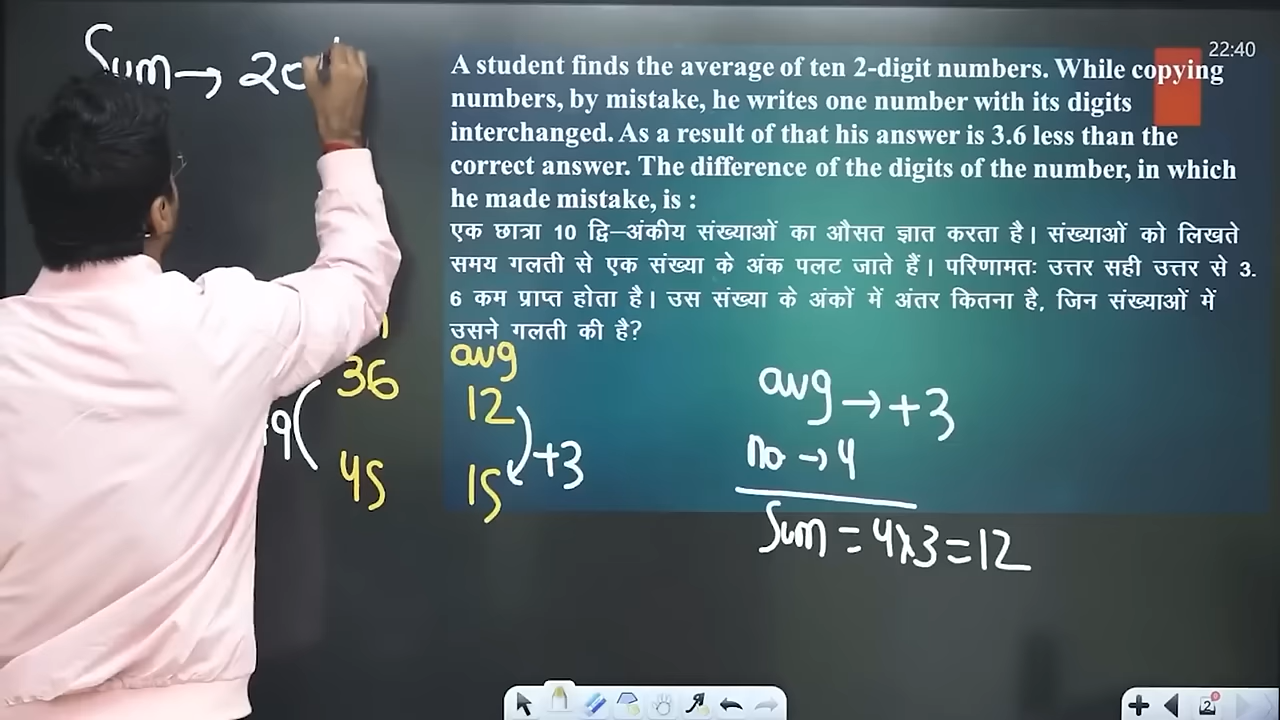 22:40
Sum → 20
A student finds the average of ten 2-digit numbers. While copying
numbers, by mistake, he writes one number with its digits
interchanged. As a result of that his answer is 3.6 less than the
correct answer. The difference of the digits of the number, in which
he made mistake, is :
एक छात्रा 10 द्वि–अंकीय संख्याओं का औसत ज्ञात करता है। संख्याओं को लिखते
समय गलती से एक संख्या के अंक पलट जाते हैं। परिणामतः उत्तर सही उत्तर से 3.
6 कम प्राप्त होता है। उस संख्या के अंकों में अंतर कितना है, जिन संख्याओं में
उसने गलती की है?
avg
36 12
+3
45 15
avg → +3
no → 4
Sum = 4x3 = 12
2